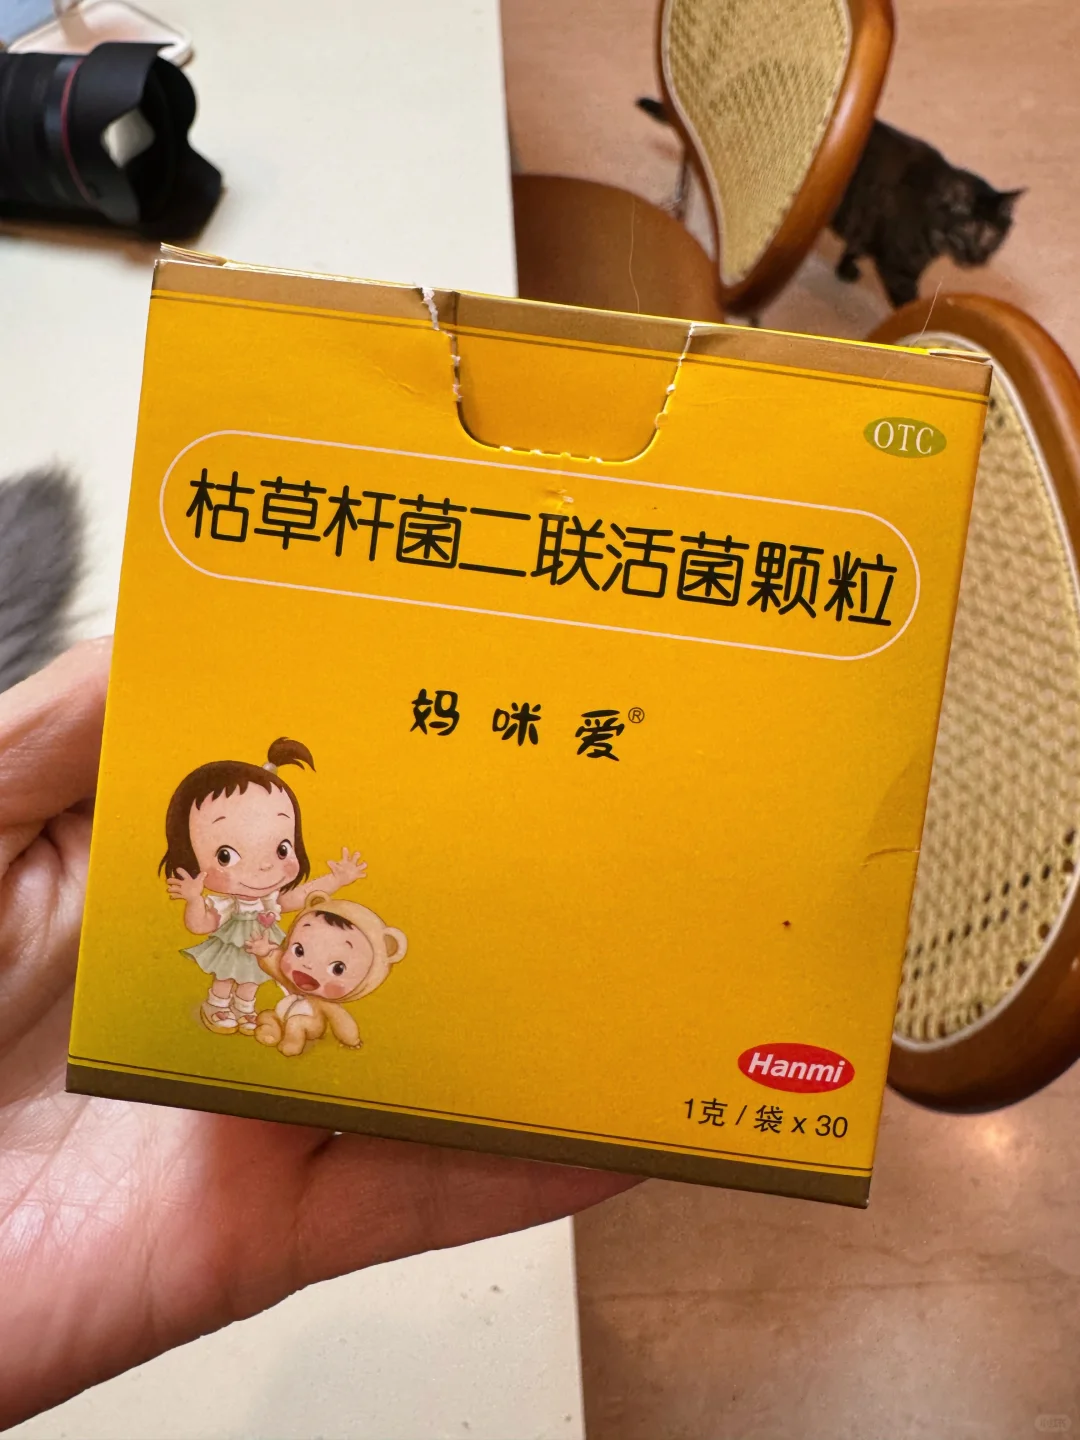 OTC
枯草杆菌二联活菌颗粒
妈咪爱®
Hanmi
1克/袋x30